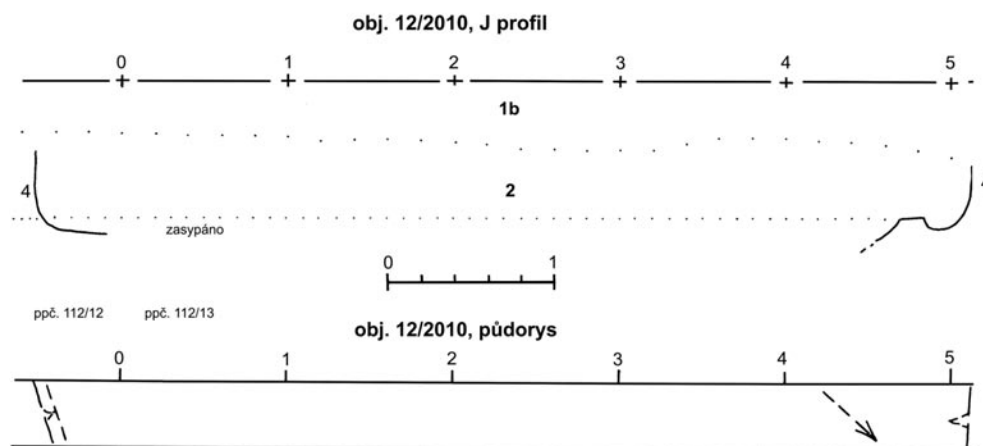 obj. 12/2010, J profil
0 1 2 3 4 5
1b
4 2
zasypáno
0 1
ppč. 112/12 ppč. 112/13
obj. 12/2010, půdorys
0 1 2 3 4 5